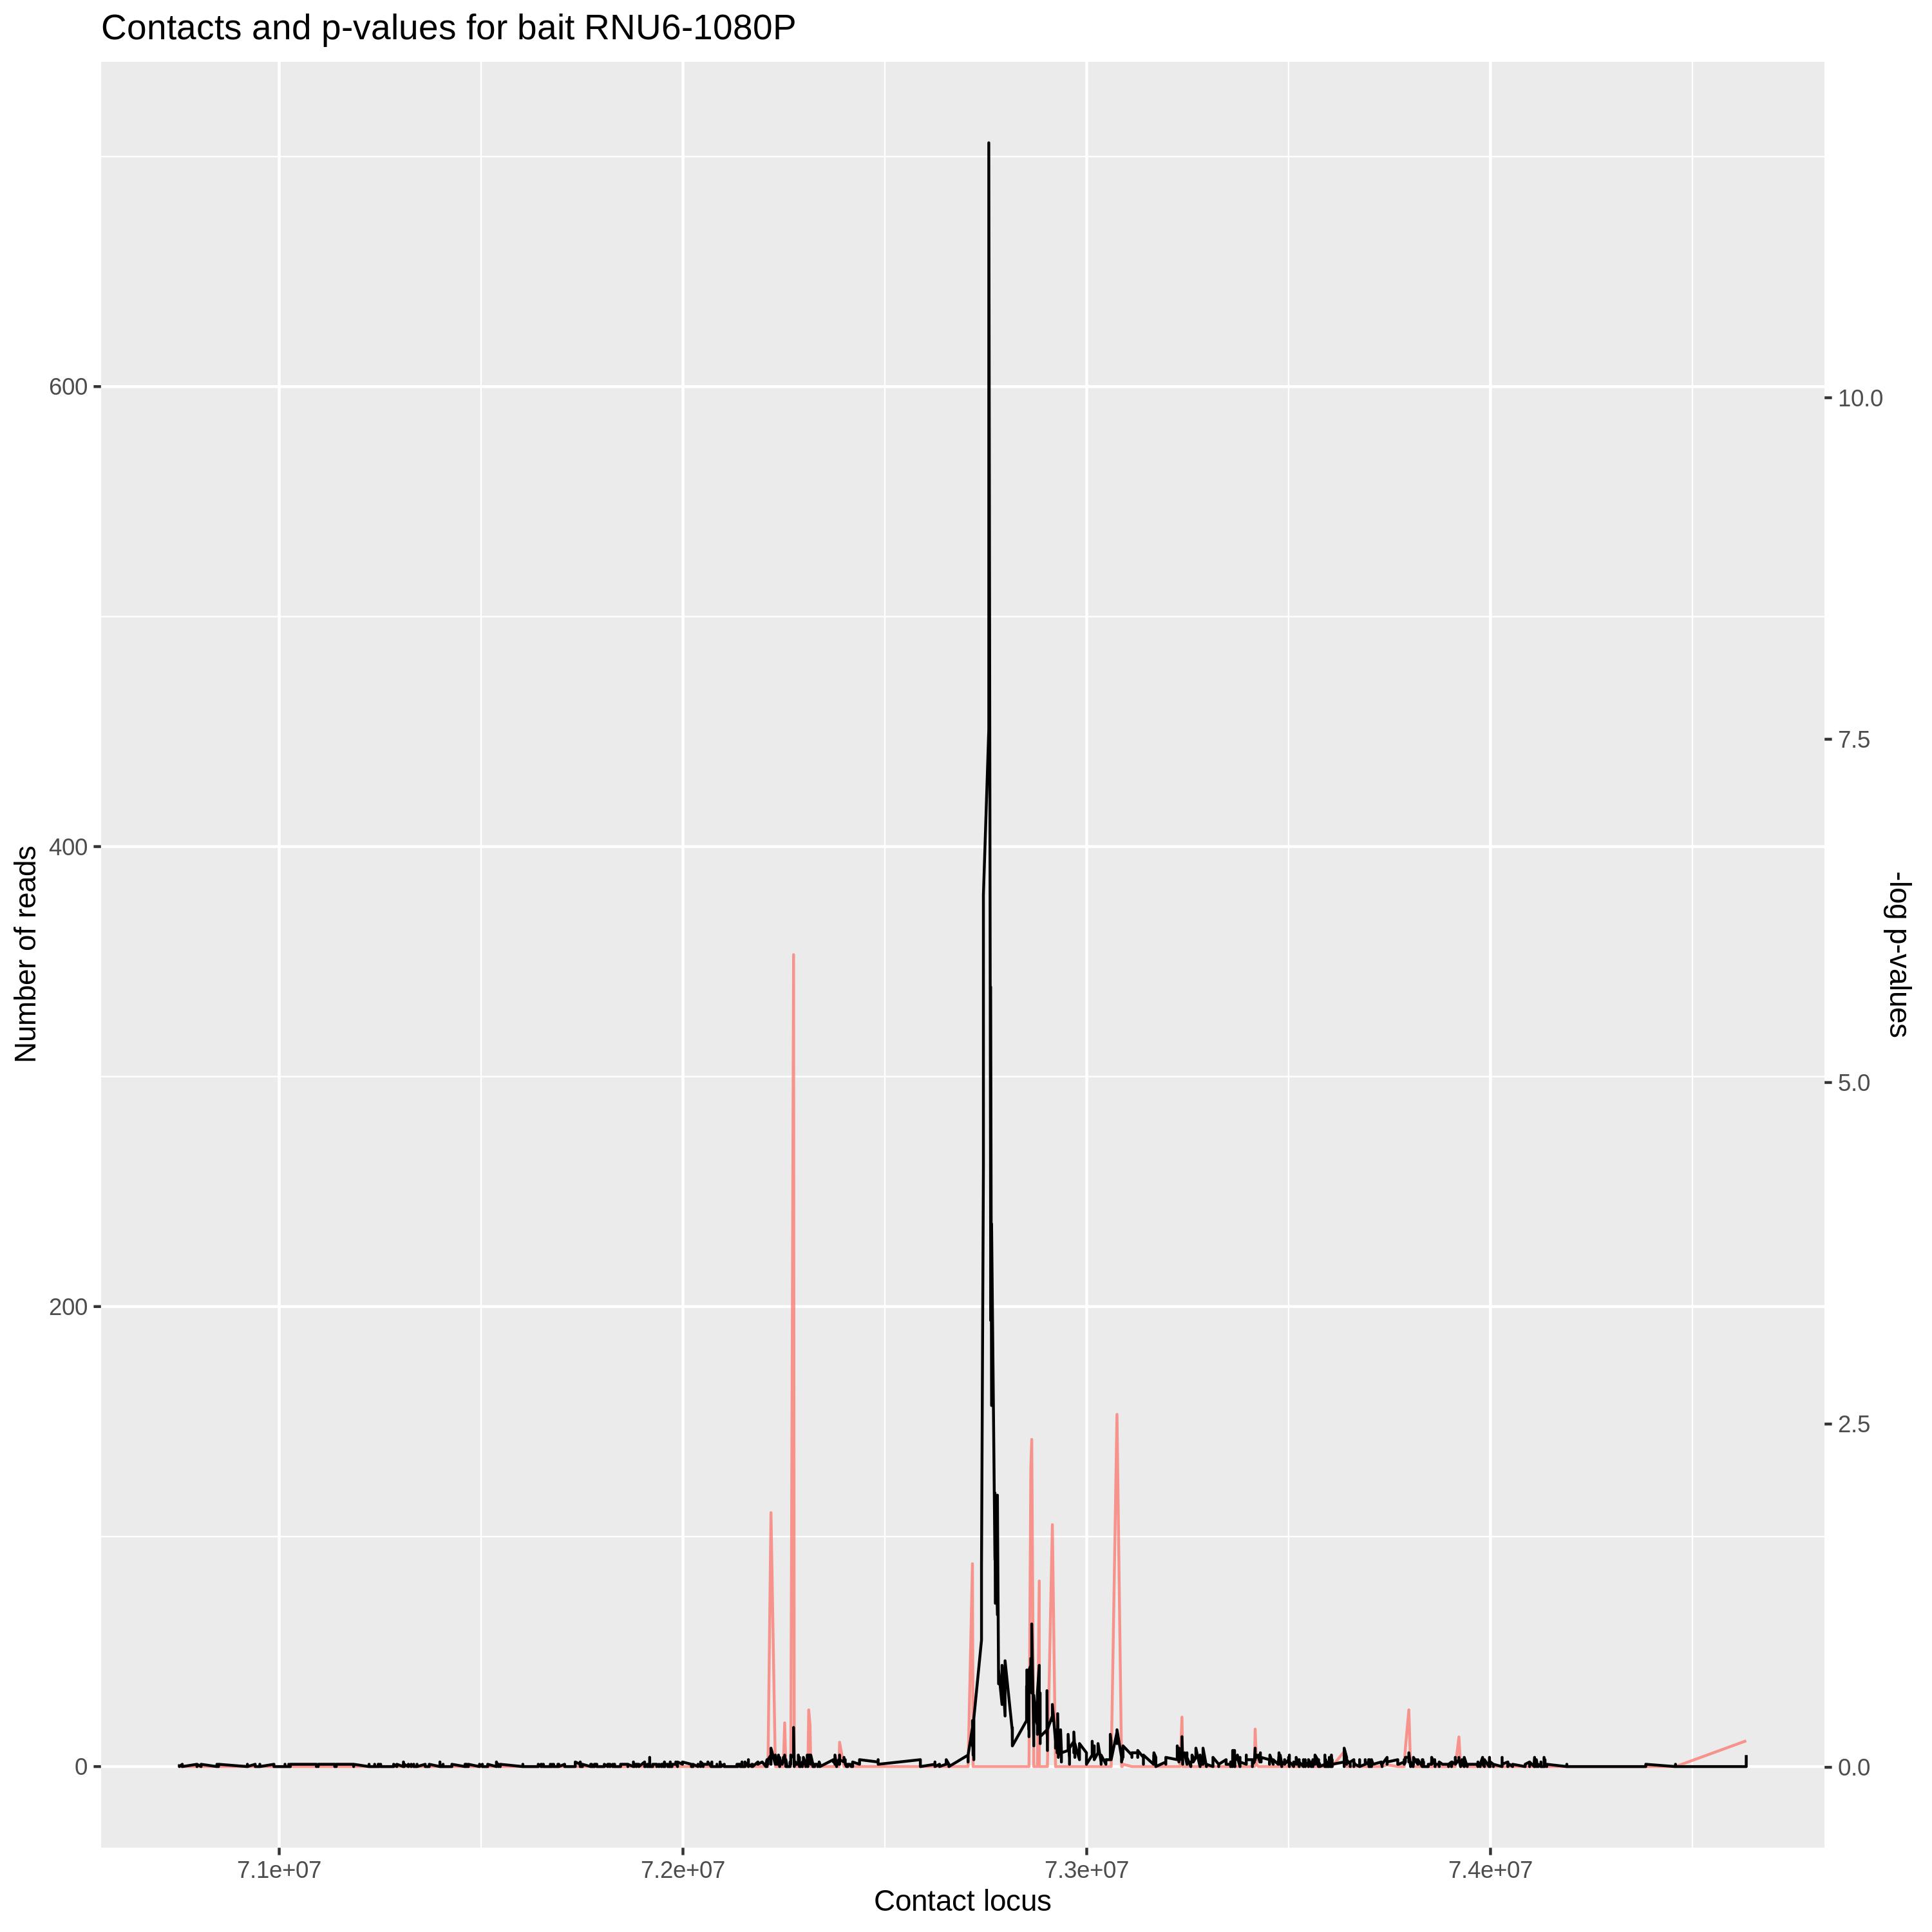 Contacts and p-values for bait RNU6-1080P
600
400
200
0
10.0
7.5
5.0
2.5
0.0
Number of reads
-log p-values
7.1e+07 7.2e+07 7.3e+07 7.4e+07
Contact locus